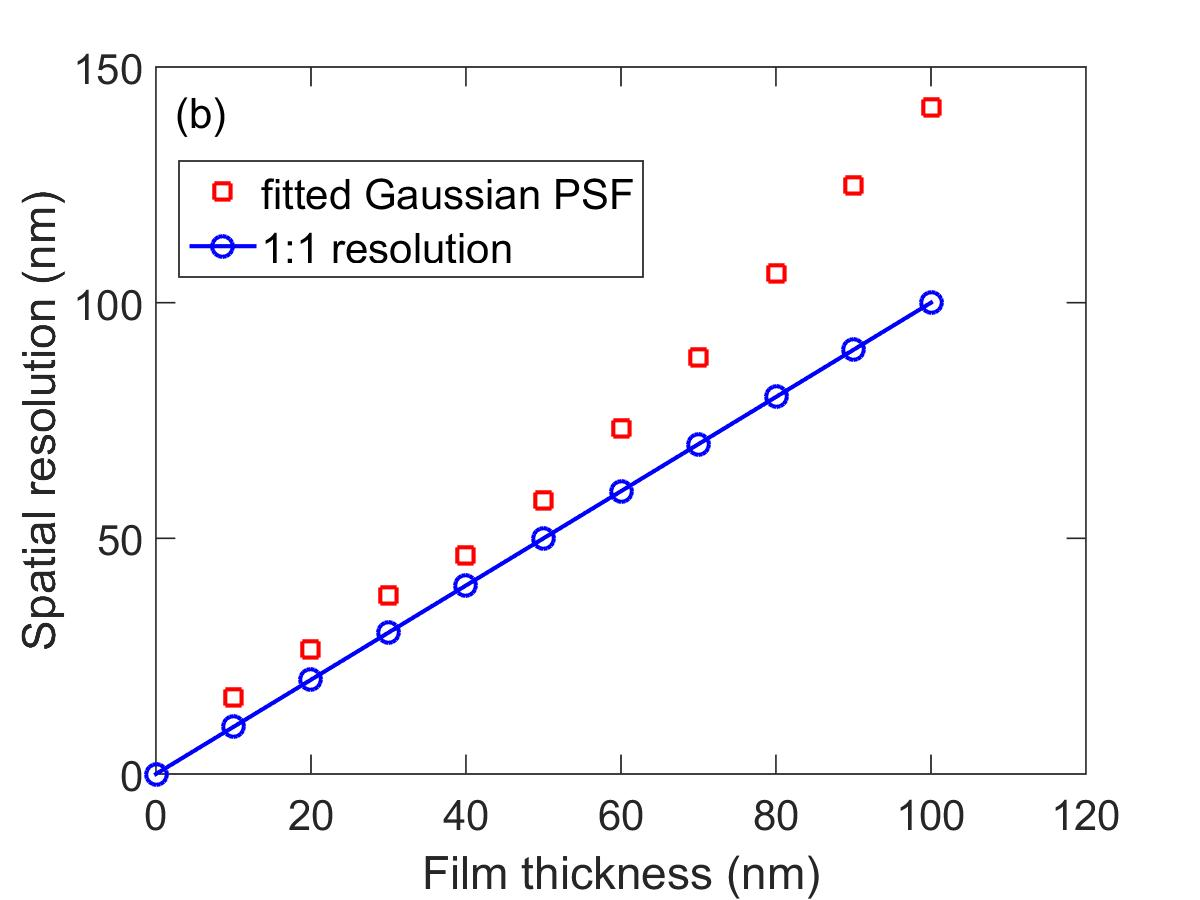 150
(b)
fitted Gaussian PSF
1:1 resolution
100
50
0
0 20 40 60 80 100 120
Film thickness (nm)
Spatial resolution (nm)